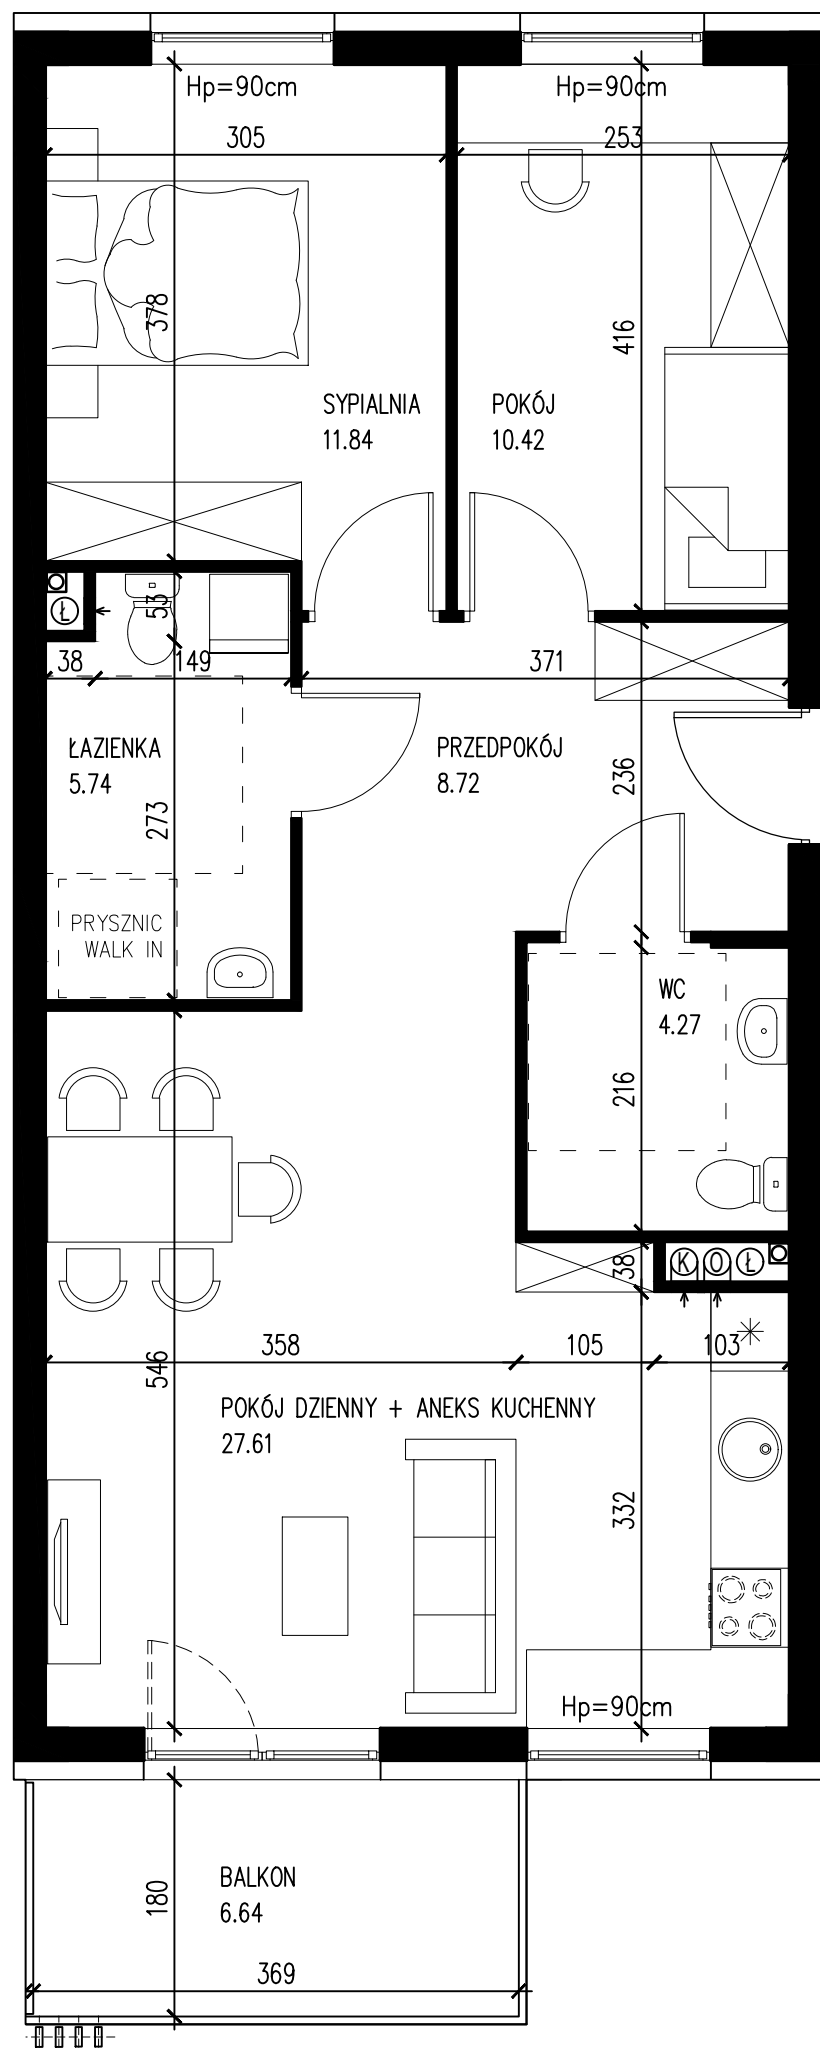 Hp=90cm
Hp=90cm
305
253
378
416
SYPIALNIA
11.84
POKÓJ
10.42
53
Ł
38
149
371
ŁAZIENKA
5.74
PRZEDPOKÓJ
8.72
236
273
PRYSZNIC
WALK IN
WC
4.27
216
K O Ł
38
358
105
103
546
POKÓJ DZIENNY + ANEKS KUCHENNY
27.61
332
Hp=90cm
BALKON
6.64
180
369